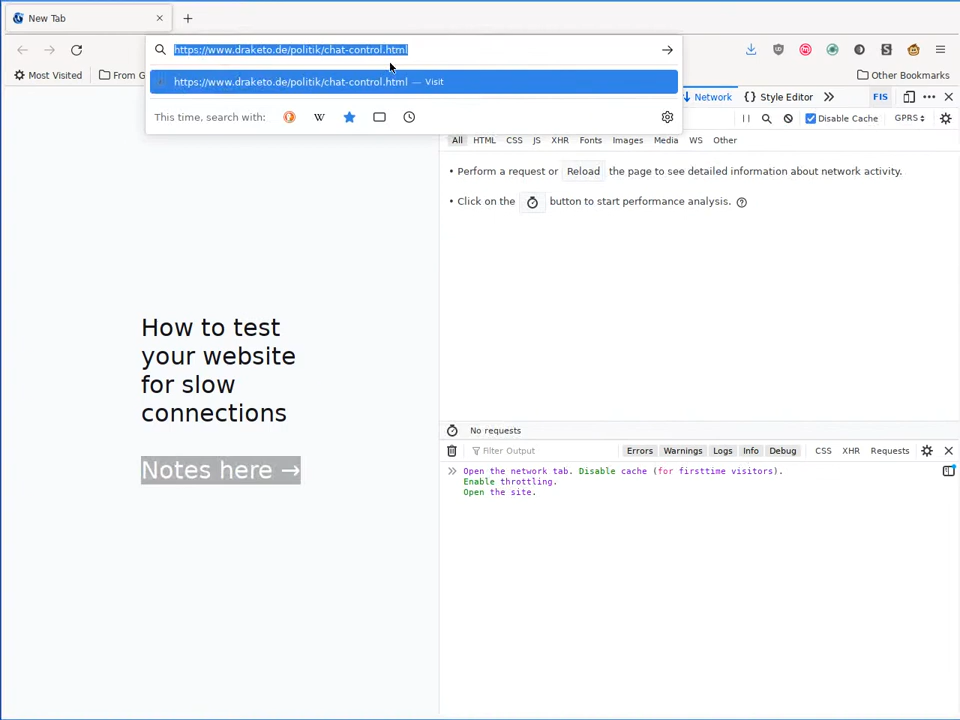 New Tab
https://www.draketo.de/politik/chat-control.html
Most Visited
From G
Other Bookmarks
https://www.draketo.de/politik/chat-control.html — Visit
This time, search with:
W
Network
Style Editor
FIS
Disable Cache
GPRS
All HTML CSS JS XHR Fonts Images Media WS Other
• Perform a request or Reload the page to see detailed information about network activity.
• Click on the button to start performance analysis.
How to test
your website
for slow
connections
Notes here →
No requests
Filter Output
Errors Warnings Logs Info Debug CSS XHR Requests
Open the network tab. Disable cache (for firsttime visitors).
Enable throttling.
Open the site.